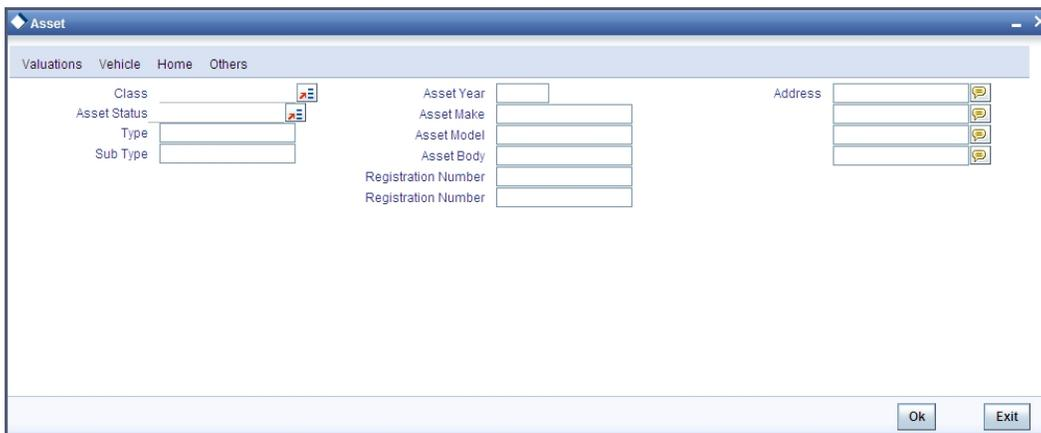 Asset
Valuations Vehicle Home Others
Class
Asset Status
Type
Sub Type
Asset Year
Asset Make
Asset Model
Asset Body
Registration Number
Registration Number
Address
Ok Exit